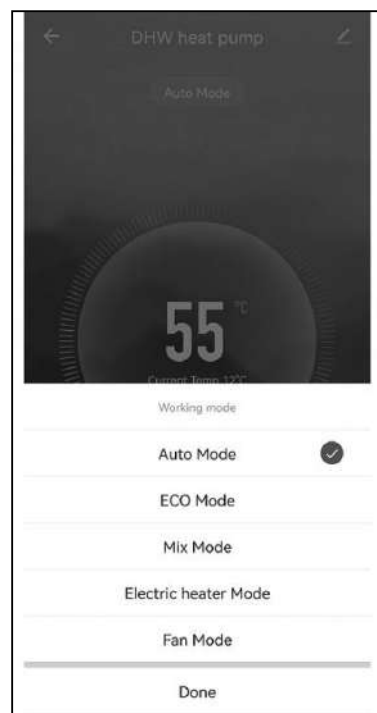 DHW heat pump
Auto Mode
55 °C
Current Temp 12°C
Working mode
Auto Mode
ECO Mode
Mix Mode
Electric heater Mode
Fan Mode
Done